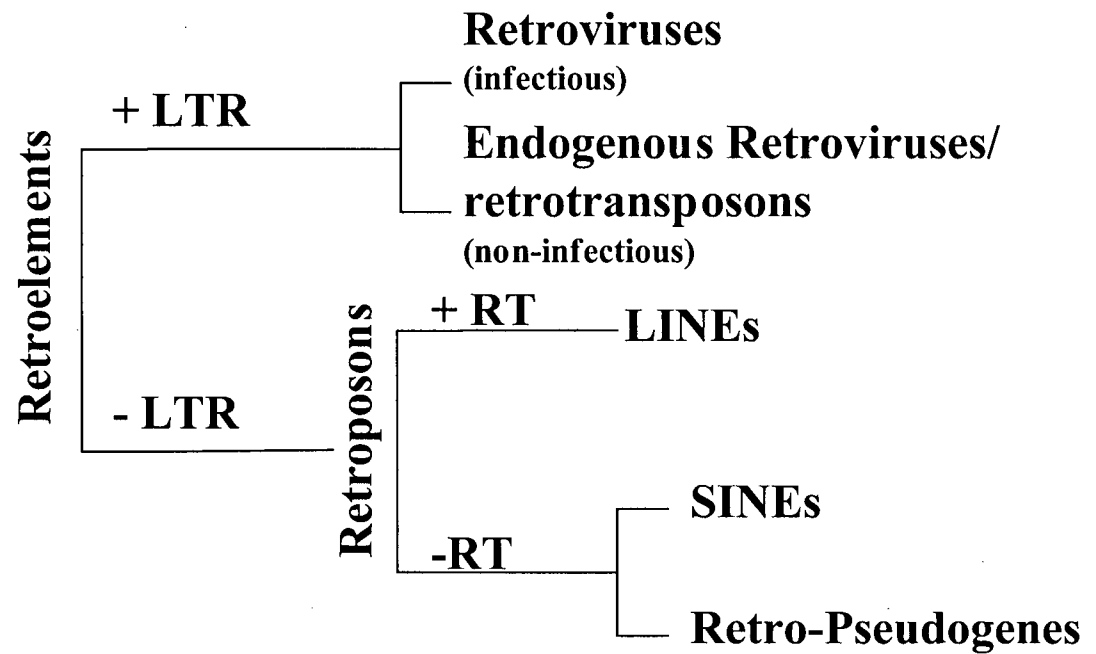 Retroelements
+ LTR
Retroviruses
(infectious)
Endogenous Retroviruses/
retrotransposons
(non-infectious)
- LTR
Retroposons
+ RT
LINEs
-RT
SINEs
Retro-Pseudogenes